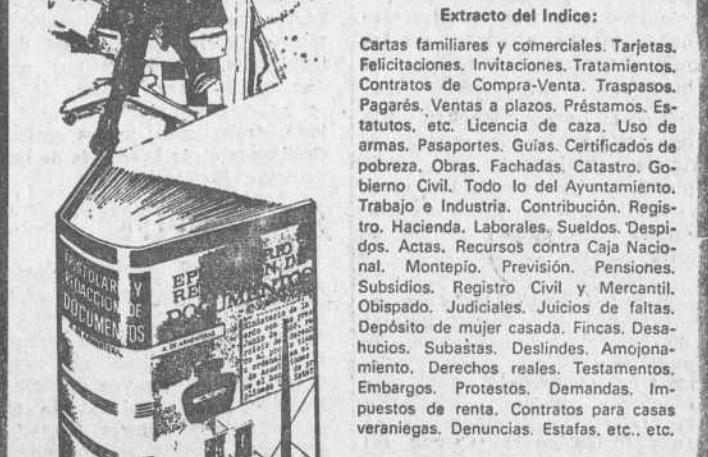 Extracto del Indice:
Cartas familiares y comerciales. Tarjetas.
Felicitaciones. Invitaciones. Tratamientos.
Contratos de Compra-Venta. Traspasos.
Pagarés. Ventas a plazos. Préstamos. Es-
tatutos, etc. Licencia de caza. Uso de
armas. Pasaportes. Guías. Certificados de
pobreza. Obras. Fachadas. Catastro. Go-
bierno Civil. Todo lo del Ayuntamiento.
Trabajo e Industria. Contribución. Regis-
tro. Hacienda. Laborales. Sueldos. Despi-
dos. Actas. Recursos contra Caja Nacio-
nal. Montepío. Previsión. Pensiones.
Subsidios. Registro Civil y Mercantil.
Obispado. Judiciales. Juicios de faltas.
Depósito de mujer casada. Fincas. Desa-
hucios. Subastas. Deslindes. Amojona-
miento. Derechos reales. Testamentos.
Embargos. Protestos. Demandas. Im-
puestos de renta. Contratos para casas
veraniegas. Denuncias. Estafas, etc., etc.
EPISTOLARIO Y
REDACCION DE
DOCUMENTOS
DOCUMENTOS